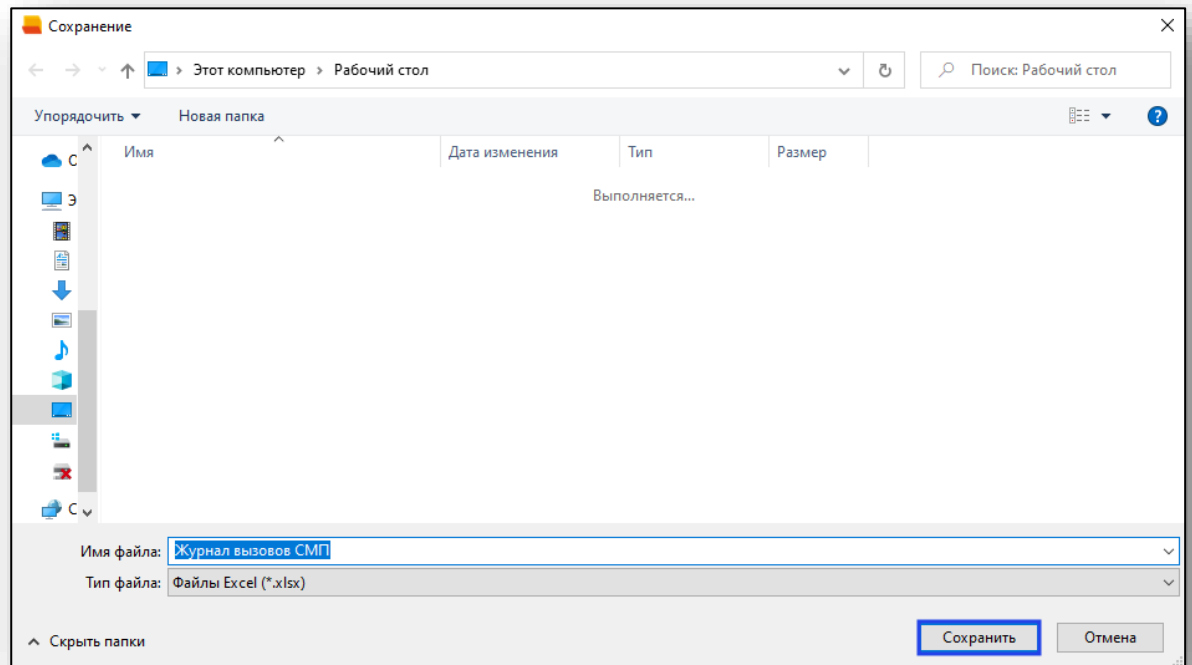 Сохранение
Этот компьютер › Рабочий стол
Поиск: Рабочий стол
Упорядочить
Новая папка
?
Имя
Дата изменения
Тип
Размер
Выполняется...
О
Э
С
Имя файла: Журнал вызовов СМП
Тип файла: Файлы Excel (*.xlsx)
Скрыть папки
Сохранить
Отмена